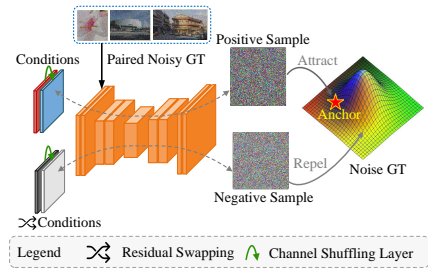 Positive Sample
Conditions
Paired Noisy GT
Attract
Anchor
Repel
Noise GT
Negative Sample
Conditions
Legend
Residual Swapping
Channel Shuffling Layer